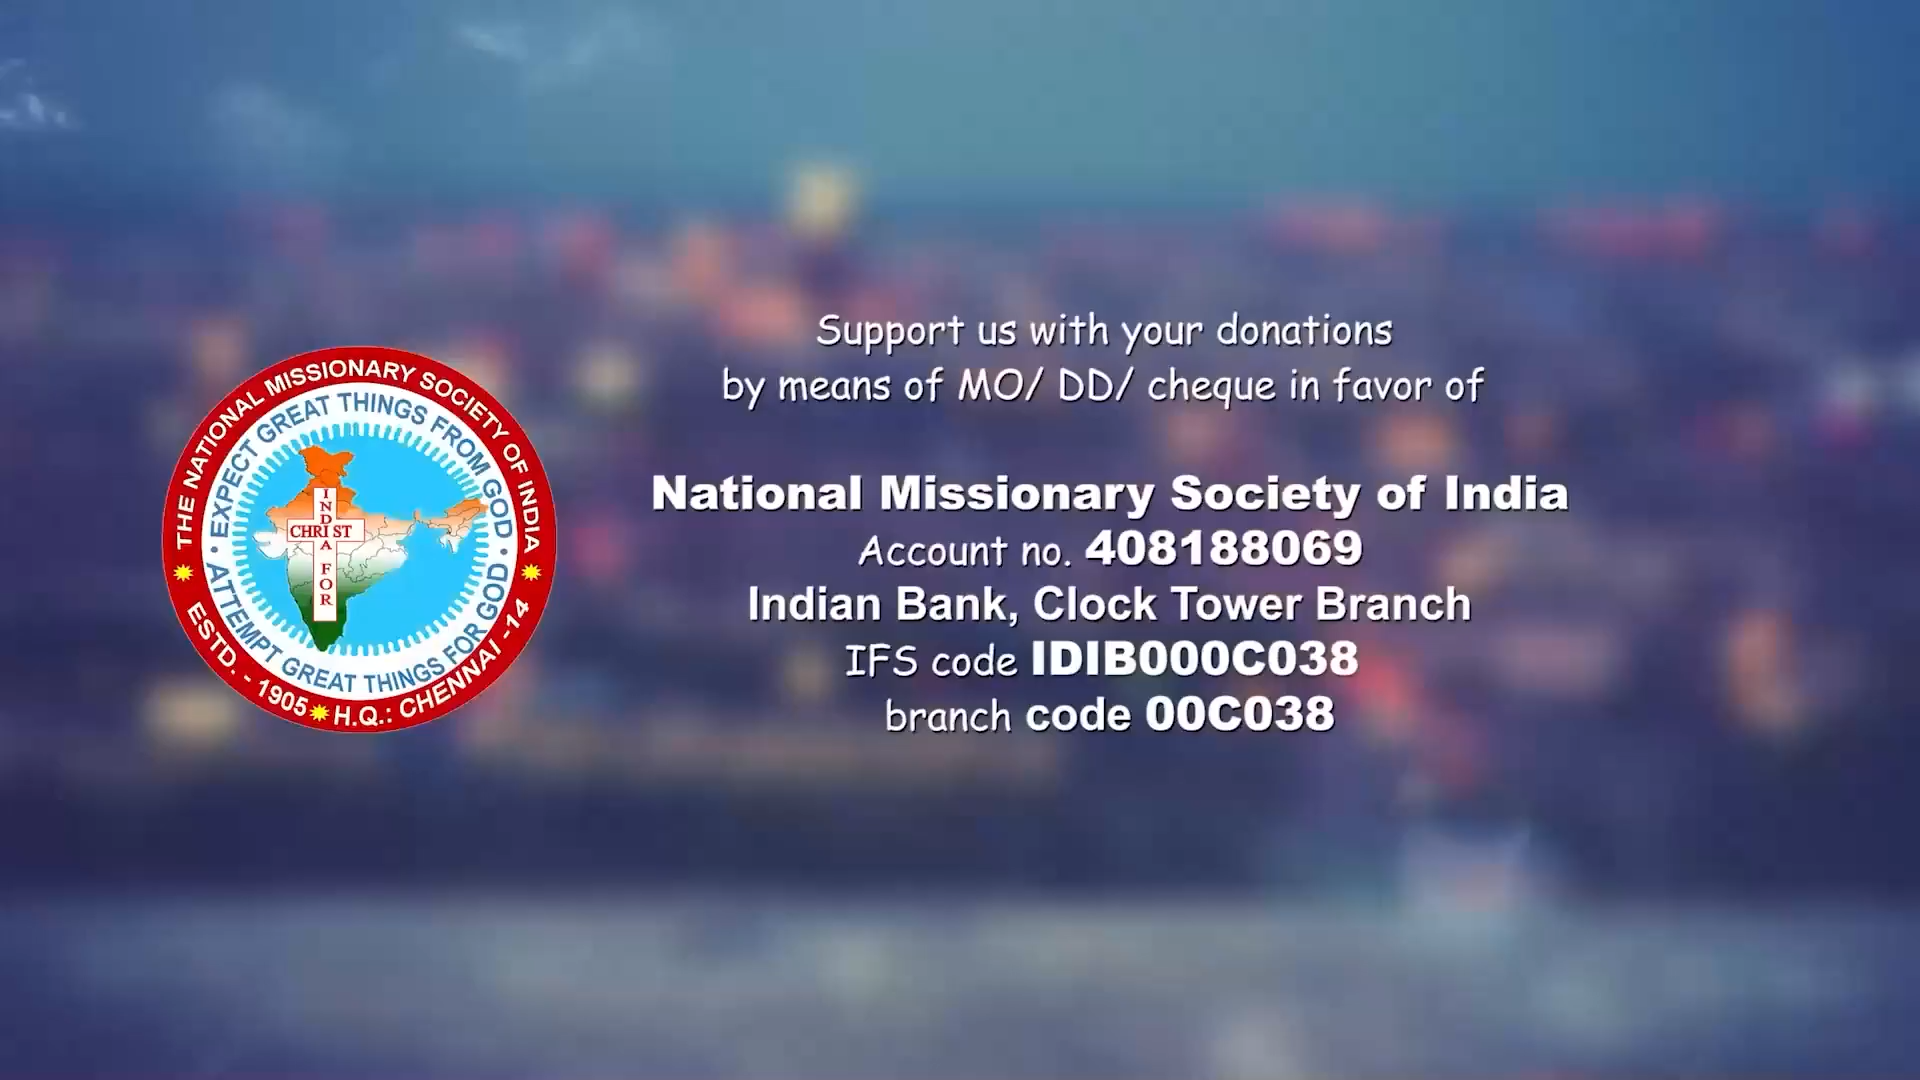 THE NATIONAL MISSIONARY SOCIETY OF INDIA
EXPECT GREAT THINGS FROM GOD
ATTEMPT GREAT THINGS FOR GOD
INDIA FOR
CHRIST
ESTD. - 1905 H.Q.: CHENNAI -14
Support us with your donations
by means of MO/ DD/ cheque in favor of
National Missionary Society of India
Account no. 408188069
Indian Bank, Clock Tower Branch
IFS code IDIB000C038
branch code 00C038